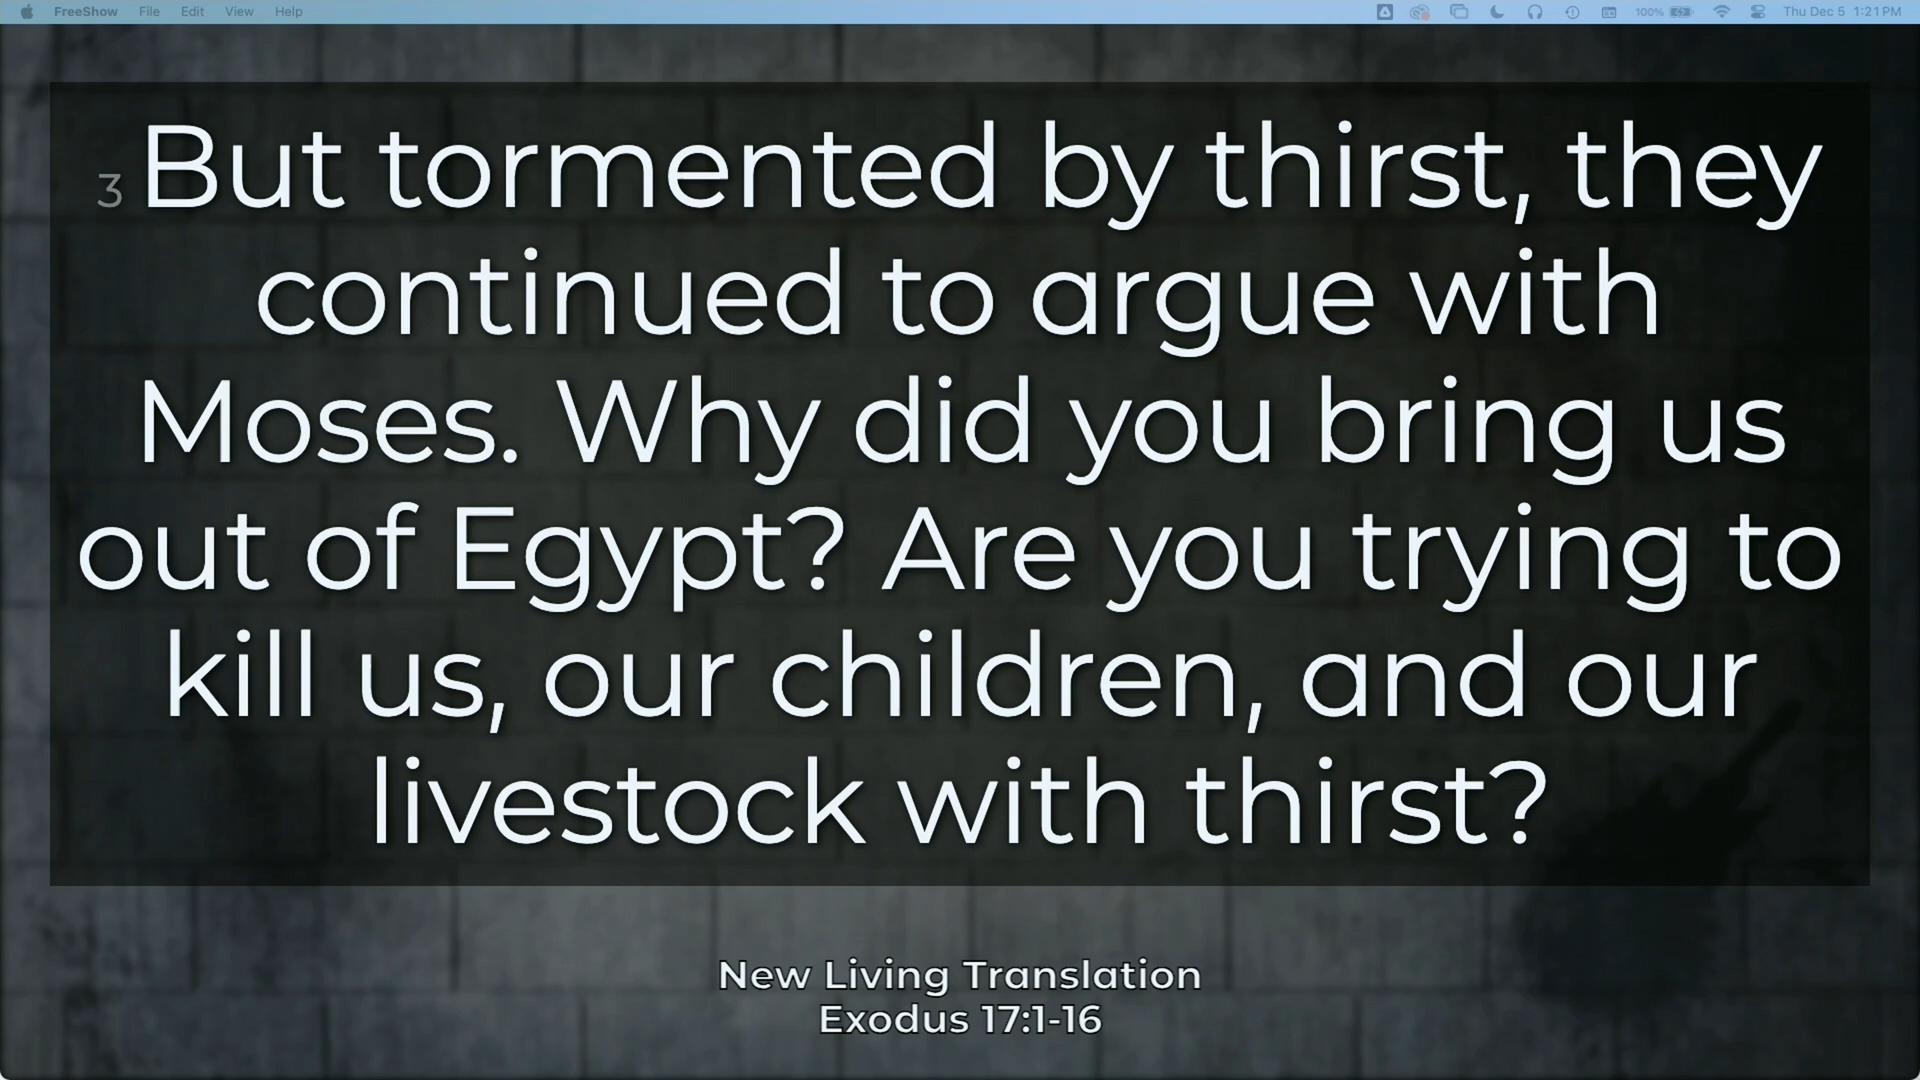 FreeShow File Edit View Help 100% Thu Dec 5 1:21 PM
3 But tormented by thirst, they
continued to argue with
Moses. Why did you bring us
out of Egypt? Are you trying to
kill us, our children, and our
livestock with thirst?
New Living Translation
Exodus 17:1-16